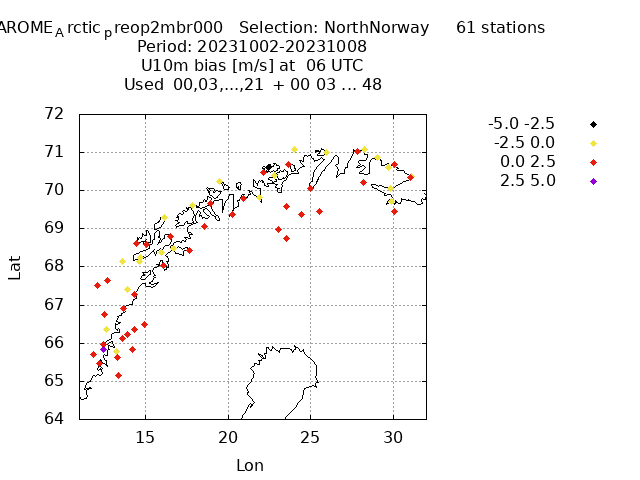 AROME_A rctic_preop2mbr000 Selection: NorthNorway 61 stations
Period: 20231002-20231008
U10m bias [m/s] at 06 UTC
Used 00,03,...,21 + 00 03 ... 48
72
71
70
69
68
67
66
65
64
15 20 25 30
Lat
Lon
-5.0 -2.5
-2.5 0.0
0.0 2.5
2.5 5.0